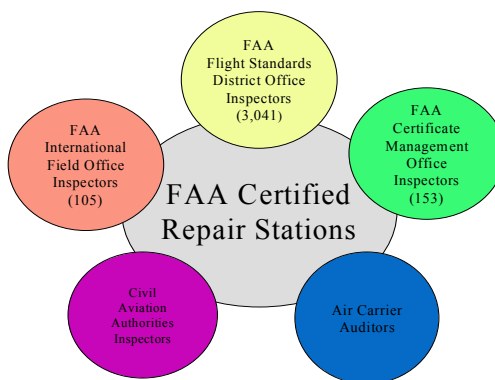 FAA
Flight Standards
District Office
Inspectors
(3,041)
FAA
International
Field Office
Inspectors
(105)
FAA
Certificate
Management
Office
Inspectors
(153)
FAA Certified
Repair Stations
Civil
Aviation
Authorities
Inspectors
Air Carrier
Auditors